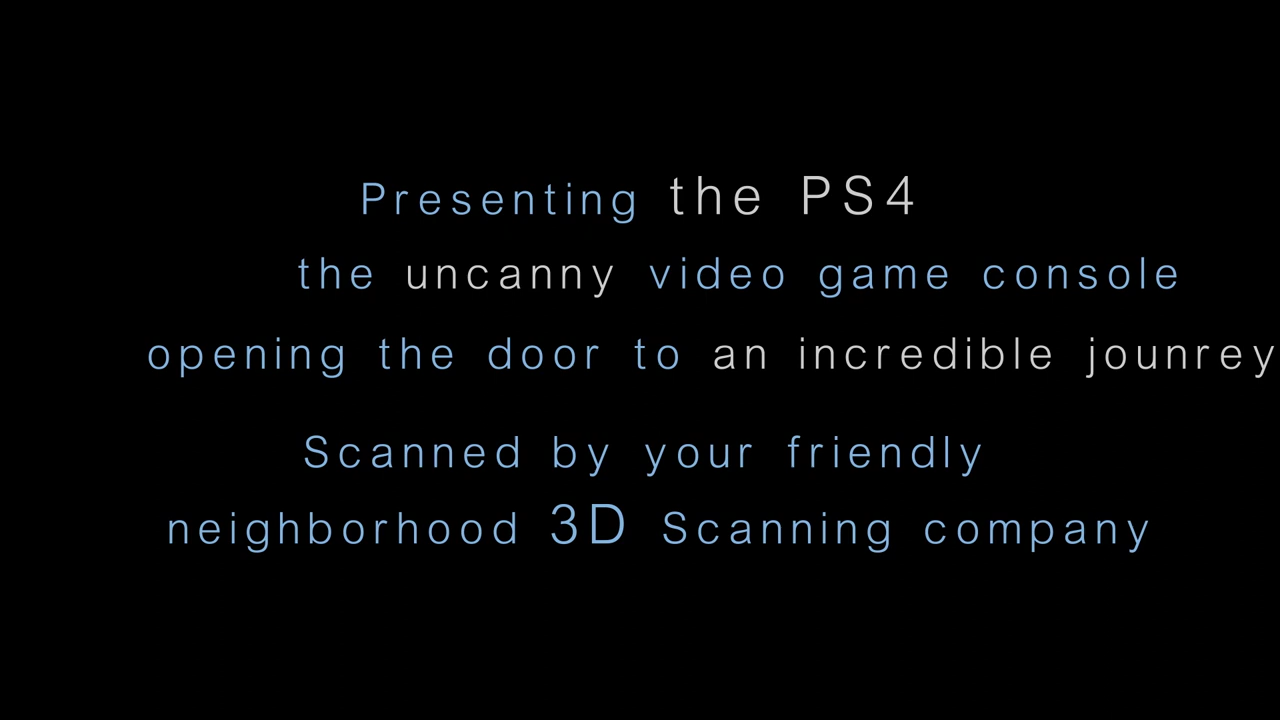 Presenting the PS4
the uncanny video game console
opening the door to an incredible jounrey
Scanned by your friendly
neighborhood 3D Scanning company